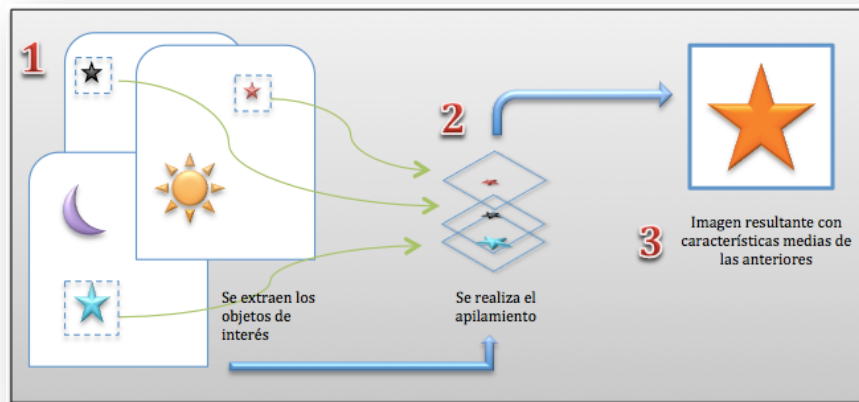 1
Se extraen los
objetos de
interés
2
Se realiza el
apilamiento
3
Imagen resultante con
características medias de
las anteriores